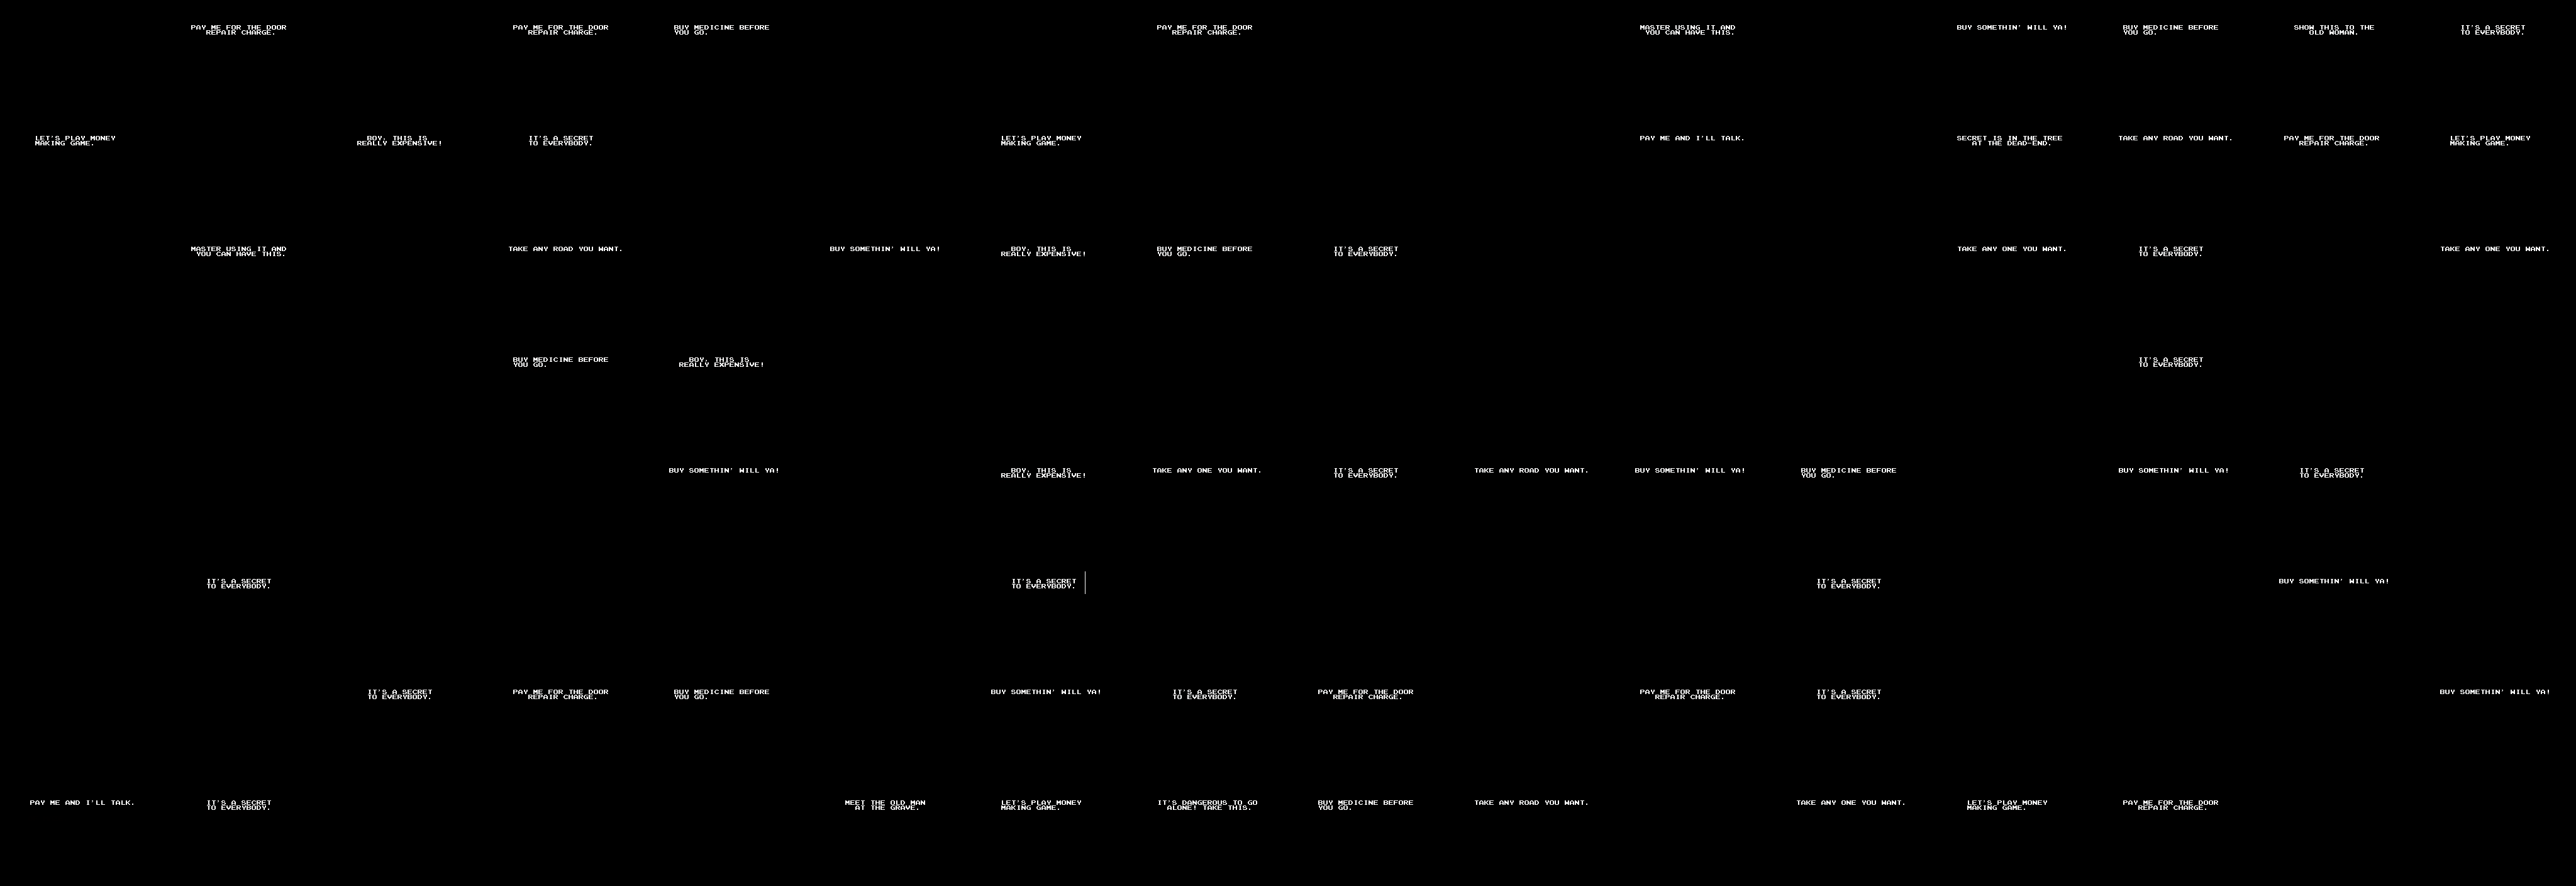 PAY ME FOR THE DOOR
REPAIR CHARGE.
PAY ME FOR THE DOOR
REPAIR CHARGE.
BUY MEDICINE BEFORE
YOU GO.
PAY ME FOR THE DOOR
REPAIR CHARGE.
MASTER USING IT AND
YOU CAN HAVE THIS.
BUY SOMETHIN' WILL YA!
BUY MEDICINE BEFORE
YOU GO.
SHOW THIS TO THE
OLD WOMAN.
IT'S A SECRET
TO EVERYBODY.
LET'S PLAY MONEY
MAKING GAME.
BOY, THIS IS
REALLY EXPENSIVE!
IT'S A SECRET
TO EVERYBODY.
LET'S PLAY MONEY
MAKING GAME.
PAY ME AND I'LL TALK.
SECRET IS IN THE TREE
AT THE DEAD-END.
TAKE ANY ROAD YOU WANT.
PAY ME FOR THE DOOR
REPAIR CHARGE.
LET'S PLAY MONEY
MAKING GAME.
MASTER USING IT AND
YOU CAN HAVE THIS.
TAKE ANY ROAD YOU WANT.
BUY SOMETHIN' WILL YA!
BOY, THIS IS
REALLY EXPENSIVE!
BUY MEDICINE BEFORE
YOU GO.
IT'S A SECRET
TO EVERYBODY.
TAKE ANY ONE YOU WANT.
IT'S A SECRET
TO EVERYBODY.
TAKE ANY ONE YOU WANT.
BUY MEDICINE BEFORE
YOU GO.
BOY, THIS IS
REALLY EXPENSIVE!
IT'S A SECRET
TO EVERYBODY.
BUY SOMETHIN' WILL YA!
BOY, THIS IS
REALLY EXPENSIVE!
TAKE ANY ONE YOU WANT.
IT'S A SECRET
TO EVERYBODY.
TAKE ANY ROAD YOU WANT.
BUY SOMETHIN' WILL YA!
BUY MEDICINE BEFORE
YOU GO.
BUY SOMETHIN' WILL YA!
IT'S A SECRET
TO EVERYBODY.
IT'S A SECRET
TO EVERYBODY.
IT'S A SECRET
TO EVERYBODY.
IT'S A SECRET
TO EVERYBODY.
BUY SOMETHIN' WILL YA!
IT'S A SECRET
TO EVERYBODY.
PAY ME FOR THE DOOR
REPAIR CHARGE.
BUY MEDICINE BEFORE
YOU GO.
BUY SOMETHIN' WILL YA!
IT'S A SECRET
TO EVERYBODY.
PAY ME FOR THE DOOR
REPAIR CHARGE.
PAY ME FOR THE DOOR
REPAIR CHARGE.
IT'S A SECRET
TO EVERYBODY.
BUY SOMETHIN' WILL YA!
PAY ME AND I'LL TALK.
IT'S A SECRET
TO EVERYBODY.
MEET THE OLD MAN
AT THE GRAVE.
LET'S PLAY MONEY
MAKING GAME.
IT'S DANGEROUS TO GO
ALONE! TAKE THIS.
BUY MEDICINE BEFORE
YOU GO.
TAKE ANY ROAD YOU WANT.
TAKE ANY ONE YOU WANT.
LET'S PLAY MONEY
MAKING GAME.
PAY ME FOR THE DOOR
REPAIR CHARGE.